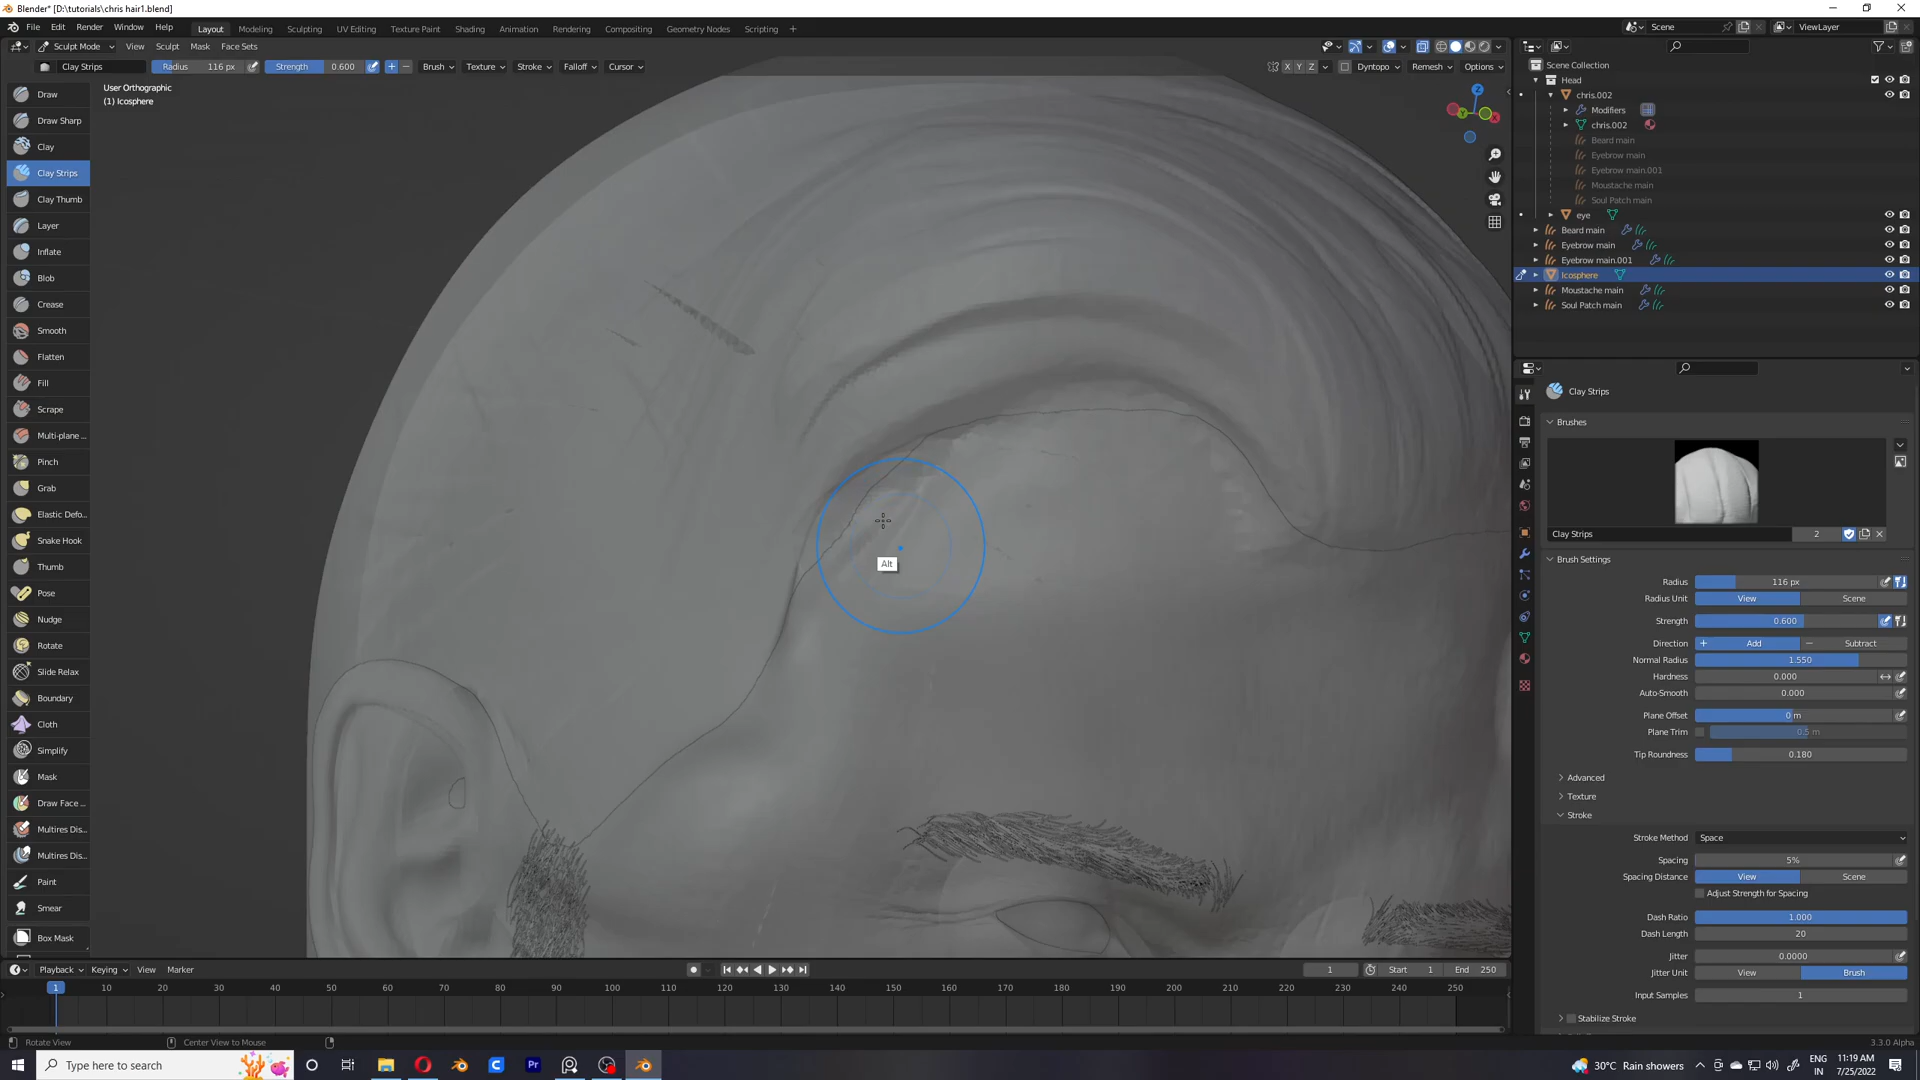 Blender* [D:\tutorials\chris hair1.blend]
File Edit Render Window Help
Layout Modeling Sculpting UV Editing Texture Paint Shading Animation Rendering Compositing Geometry Nodes Scripting +
Scene
ViewLayer
Sculpt Mode View Sculpt Mask Face Sets
Clay Strips Radius 116 px Strength 0.600 + − Brush Texture Stroke Falloff Cursor
X Y Z Dyntopo Remesh Options
User Orthographic
(1) Icosphere
Draw
Draw Sharp
Clay
Clay Strips
Clay Thumb
Layer
Inflate
Blob
Crease
Smooth
Flatten
Fill
Scrape
Multi-plane ...
Pinch
Grab
Elastic Defo...
Snake Hook
Thumb
Pose
Nudge
Rotate
Slide Relax
Boundary
Cloth
Simplify
Mask
Draw Face ...
Multires Dis...
Multires Dis...
Paint
Smear
Box Mask
Z
Y
X
Alt
Scene Collection
Head
chris.002
Modifiers
chris.002
Beard main
Eyebrow main
Eyebrow main.001
Moustache main
Soul Patch main
eye
Beard main
Eyebrow main
Eyebrow main.001
Icosphere
Moustache main
Soul Patch main
Clay Strips
Brushes
Clay Strips 2
Brush Settings
Radius 116 px
Radius Unit View Scene
Strength 0.600
Direction + Add − Subtract
Normal Radius 1.550
Hardness 0.000
Auto-Smooth 0.000
Plane Offset 0 m
Plane Trim 0.5 m
Tip Roundness 0.180
Advanced
Texture
Stroke
Stroke Method Space
Spacing 5%
Spacing Distance View Scene
Adjust Strength for Spacing
Dash Ratio 1.000
Dash Length 20
Jitter 0.0000
Jitter Unit View Brush
Input Samples 1
Stabilize Stroke
Playback Keying View Marker
1 Start 1 End 250
1 10 20 30 40 50 60 70 80 90 100 110 120 130 140 150 160 170 180 190 200 210 220 230 240 250
Rotate View Center View to Mouse
3.3.0 Alpha
Type here to search
C
Pr
30°C Rain showers
ENG
IN
11:19 AM
7/25/2022